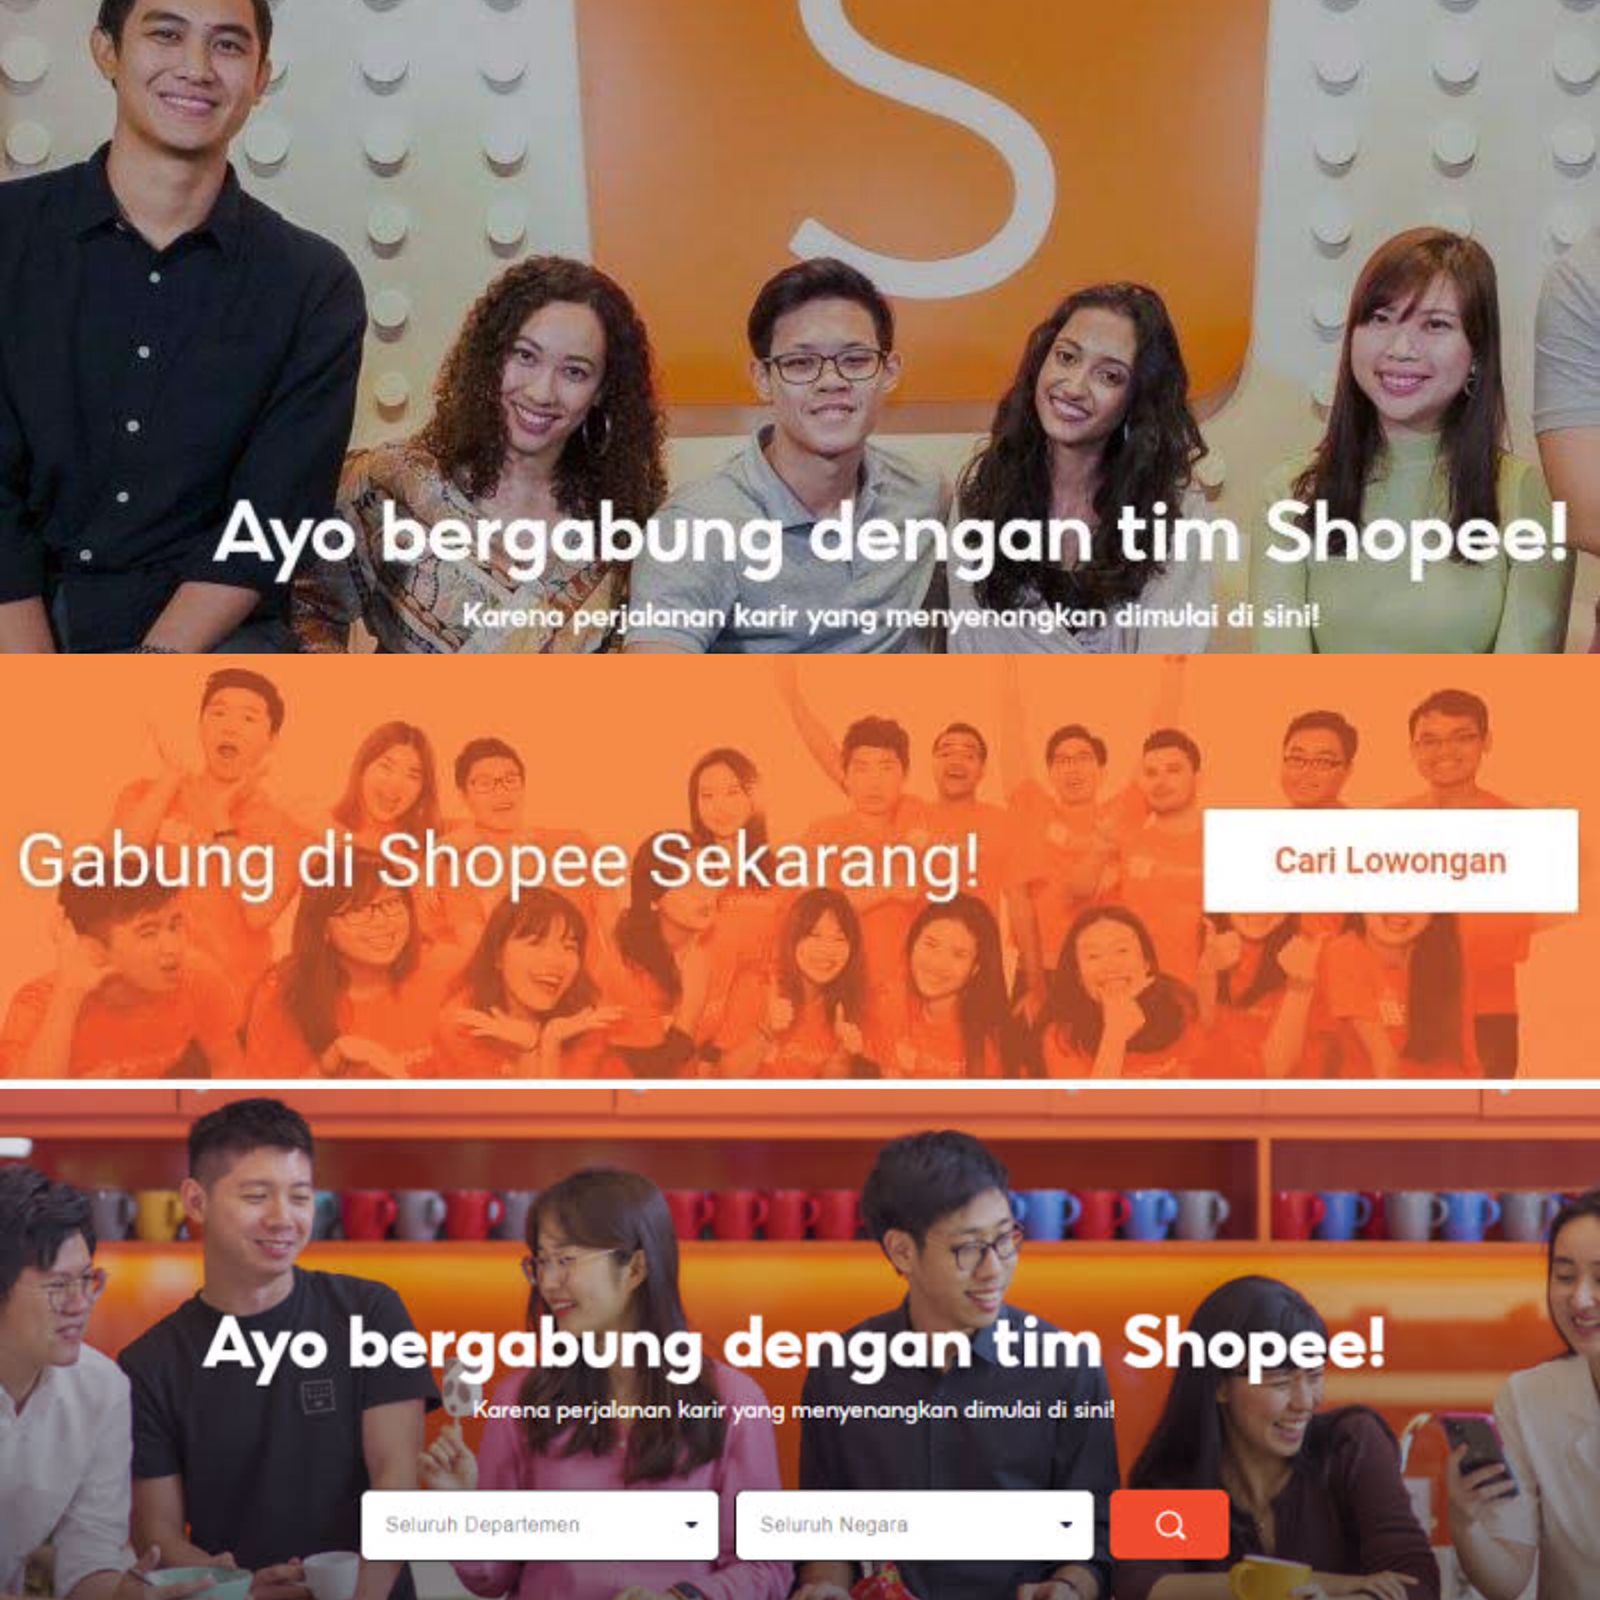 S
Ayo bergabung dengan tim Shopee!
Karena perjalanan karir yang menyenangkan dimulai di sini!
Gabung di Shopee Sekarang!
Cari Lowongan
Ayo bergabung dengan tim Shopee!
Karena perjalanan karir yang menyenangkan dimulai di sini!
Seluruh Departemen
Seluruh Negara